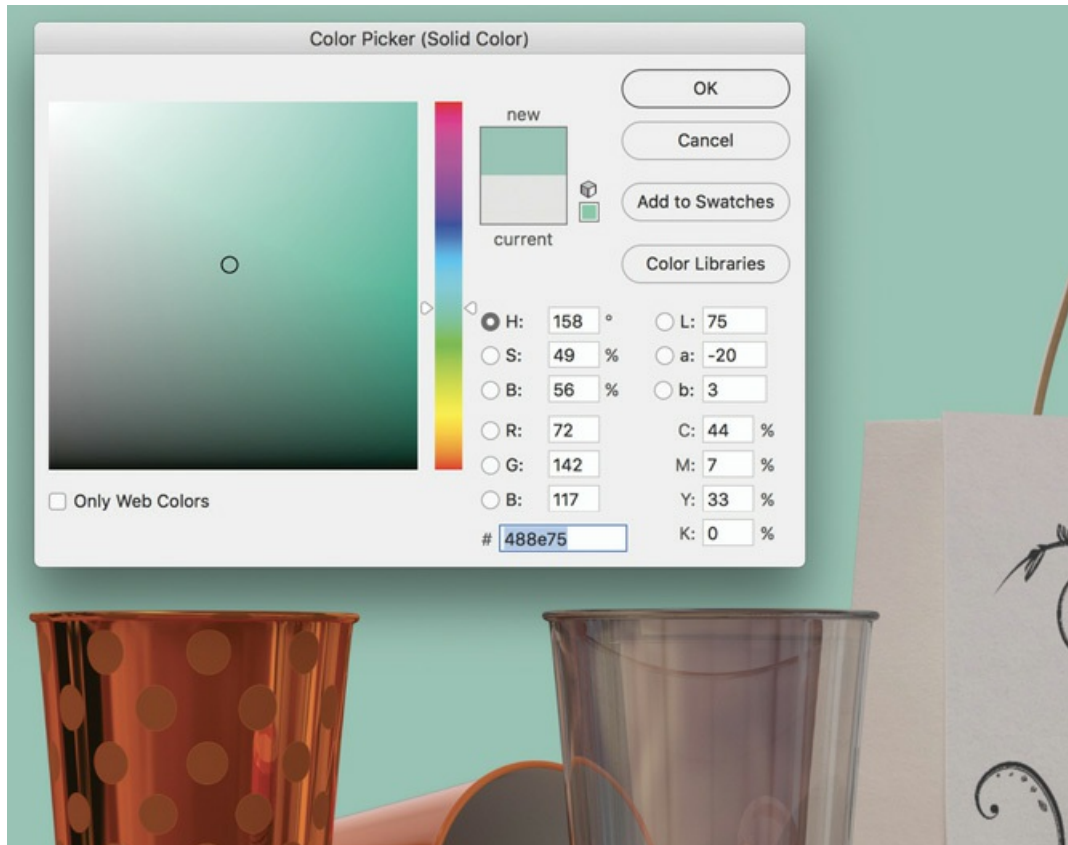 Color Picker (Solid Color)
new
current
OK
Cancel
Add to Swatches
Color Libraries
H: 158 °
S: 49 %
B: 56 %
R: 72
G: 142
B: 117
# 488e75
L: 75
a: -20
b: 3
C: 44 %
M: 7 %
Y: 33 %
K: 0 %
Only Web Colors